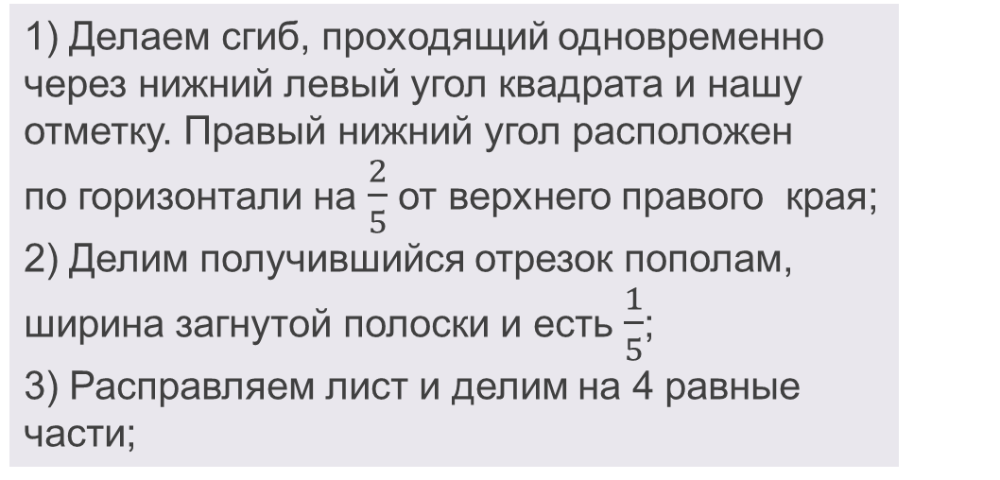 1) Делаем сгиб, проходящий одновременно
через нижний левый угол квадрата и нашу
отметку. Правый нижний угол расположен
по горизонтали на 2/5 от верхнего правого края;
2) Делим получившийся отрезок пополам,
ширина загнутой полоски и есть 1/5;
3) Расправляем лист и делим на 4 равные
части;